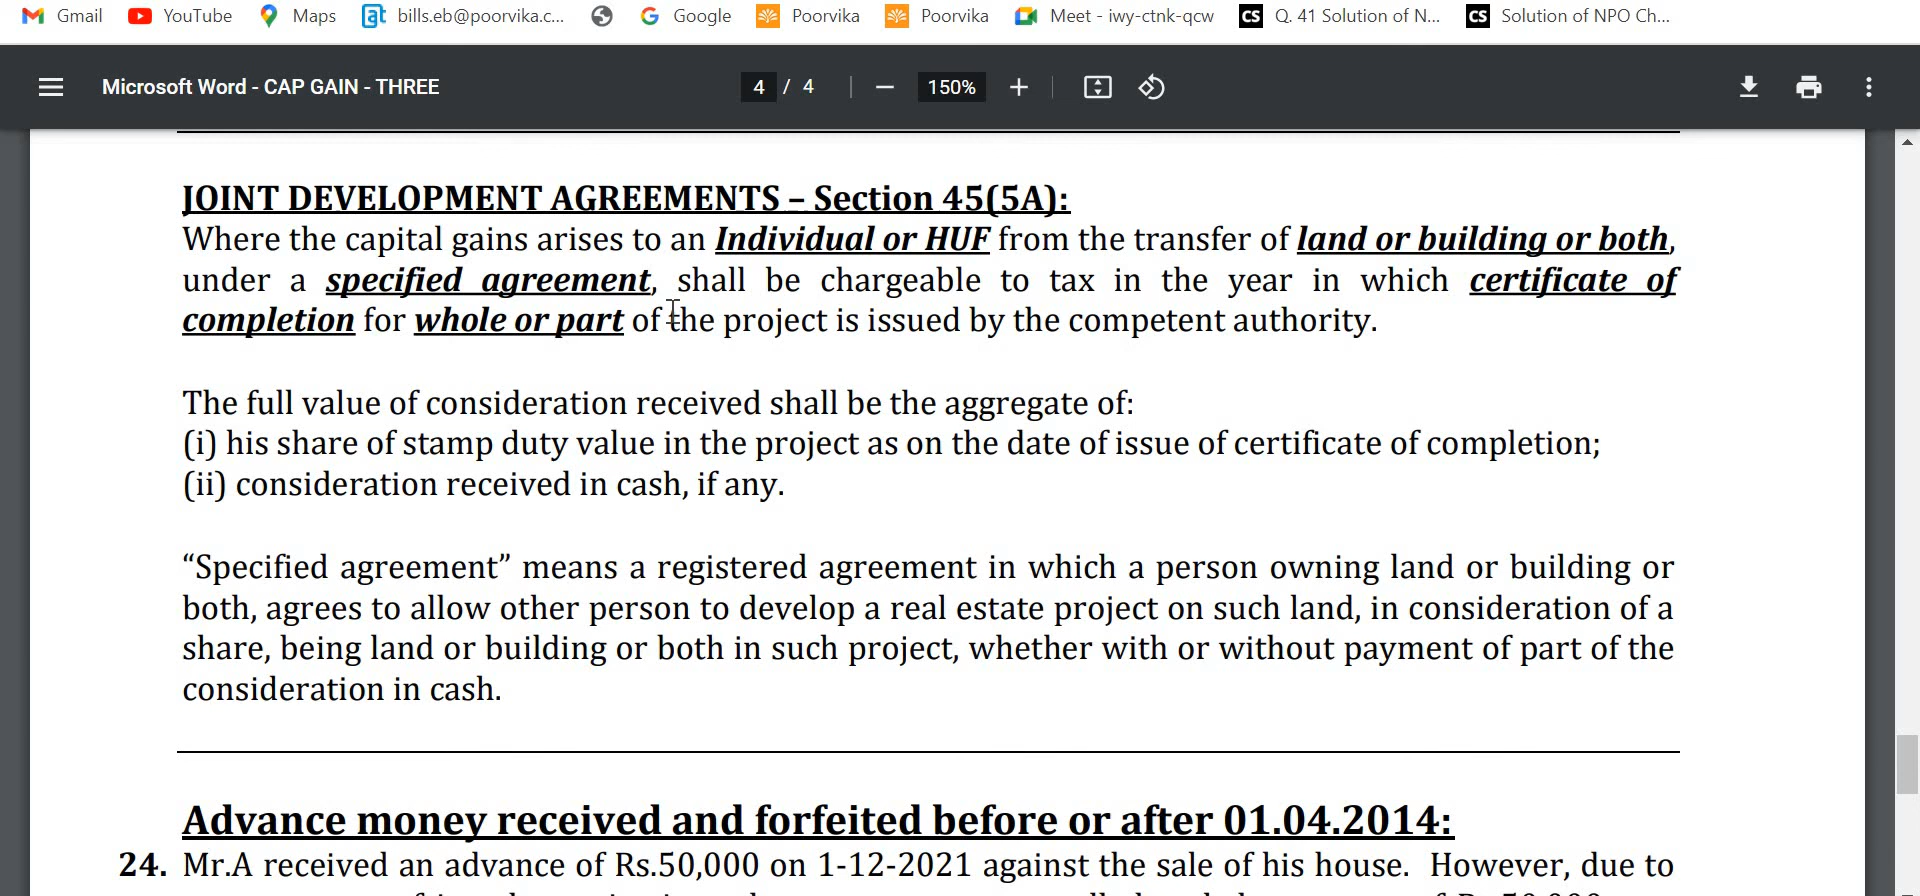 Gmail YouTube Maps bills.eb@poorvika.c... Google Poorvika Poorvika Meet - iwy-ctnk-qcw CS Q. 41 Solution of N... CS Solution of NPO Ch...
Microsoft Word - CAP GAIN - THREE 4 / 4 150%
JOINT DEVELOPMENT AGREEMENTS – Section 45(5A):
Where the capital gains arises to an Individual or HUF from the transfer of land or building or both,
under a specified agreement, shall be chargeable to tax in the year in which certificate of
completion for whole or part of the project is issued by the competent authority.
The full value of consideration received shall be the aggregate of:
(i) his share of stamp duty value in the project as on the date of issue of certificate of completion;
(ii) consideration received in cash, if any.
“Specified agreement” means a registered agreement in which a person owning land or building or
both, agrees to allow other person to develop a real estate project on such land, in consideration of a
share, being land or building or both in such project, whether with or without payment of part of the
consideration in cash.
Advance money received and forfeited before or after 01.04.2014:
24. Mr.A received an advance of Rs.50,000 on 1-12-2021 against the sale of his house. However, due to